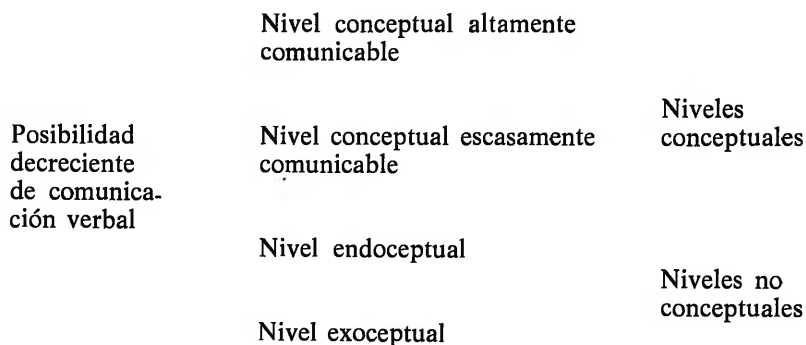 Nivel conceptual altamente
comunicable
Posibilidad
decreciente
de comunica-
ción verbal
Nivel conceptual escasamente
comunicable
Nivel endoceptual
Nivel exoceptual
Niveles
conceptuales
Niveles no
conceptuales